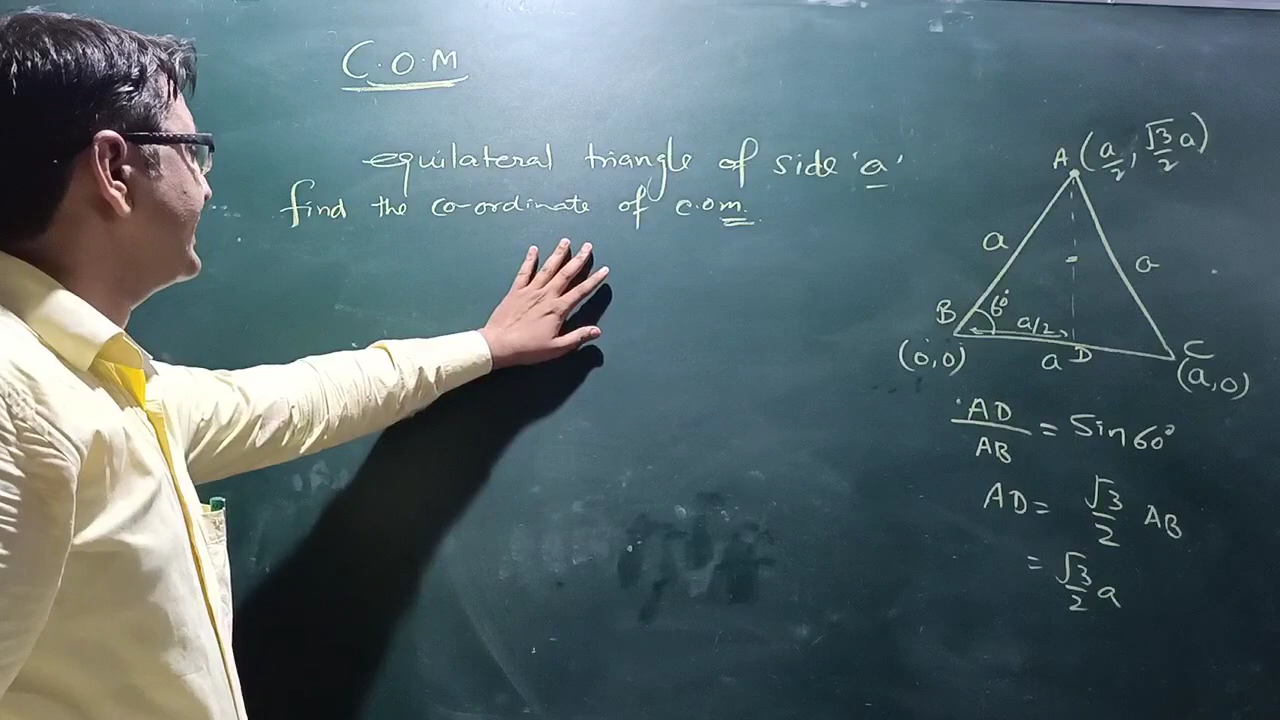 C.O.M
equilateral triangle of side 'a'
find the co-ordinate of c.o.m.
A (a/2, √3/2 a)
a
a
B
60°
a/2
(0,0)
a
D
C
(a,0)
AD/AB = Sin60°
AD = √3/2 AB
= √3/2 a